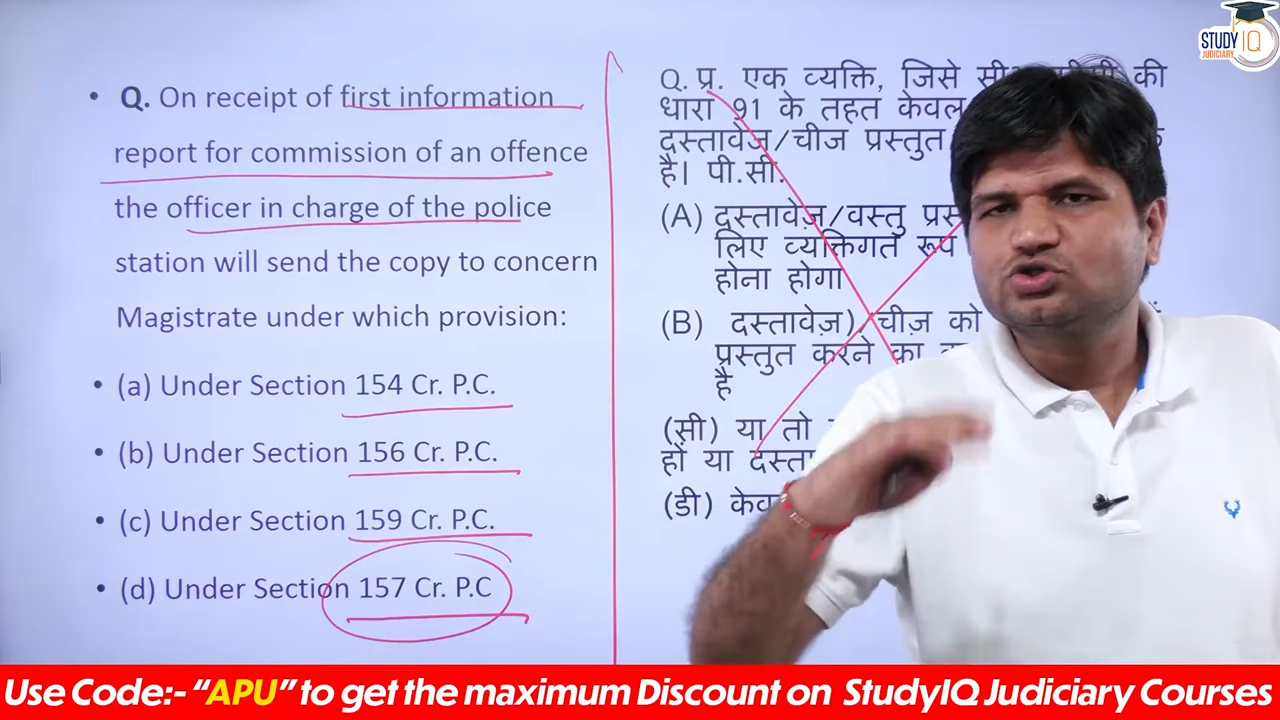 STUDY IQ
JUDICIARY
• Q. On receipt of first information
report for commission of an offence
the officer in charge of the police
station will send the copy to concern
Magistrate under which provision:
• (a) Under Section 154 Cr. P.C.
• (b) Under Section 156 Cr. P.C.
• (c) Under Section 159 Cr. P.C.
• (d) Under Section 157 Cr. P.C
Q. प्र. एक व्यक्ति, जिसे की
धारा 91 के तहत केवल
दस्तावेज़/चीज प्रस्तुत
है। पी.सी.
(A) दस्तावेज़/वस्तु
लिए व्यक्तिगत रूप
होना होगा
(B) दस्तावेज़) चीज़ को
प्रस्तुत करने का
है
(सी) या तो
हों या
(डी)
Use Code:- “APU” to get the maximum Discount on StudyIQ Judiciary Courses